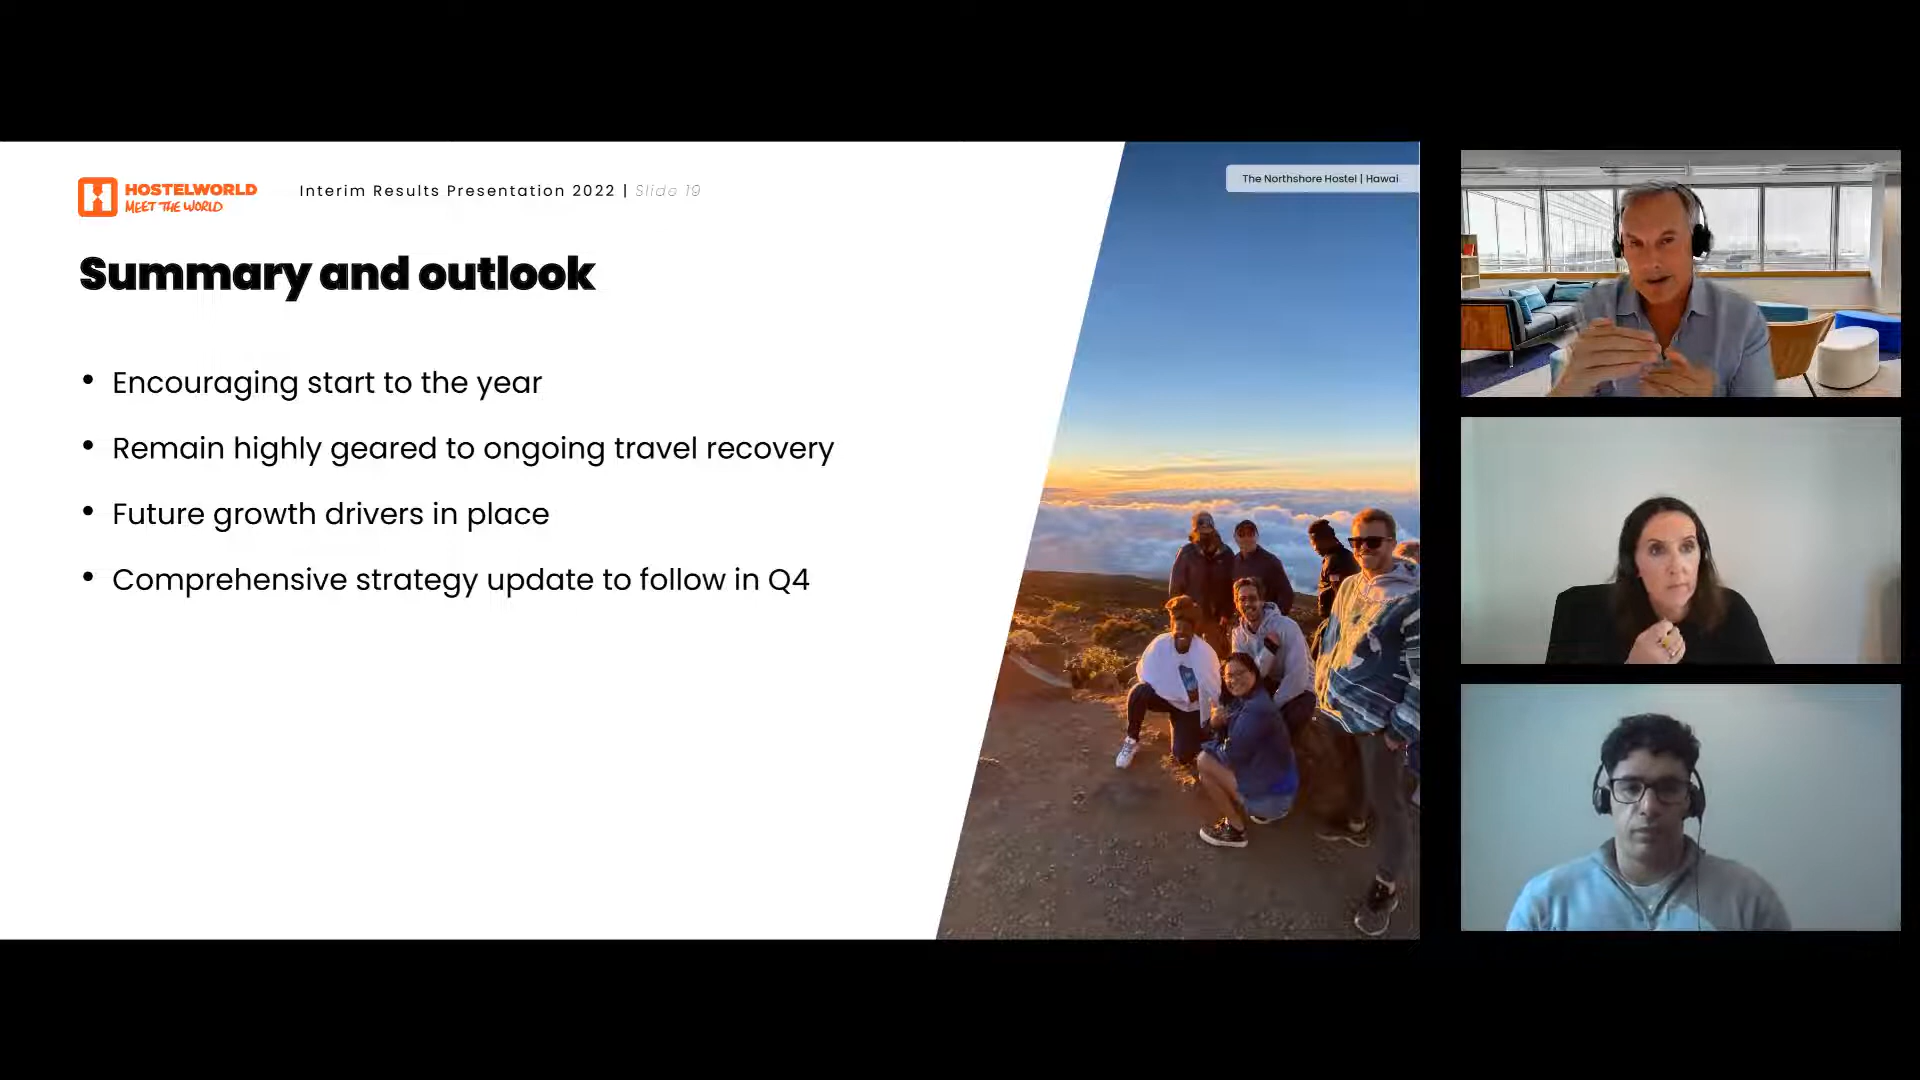 HOSTELWORLD
MEET THE WORLD
Interim Results Presentation 2022 | Slide 19
The Northshore Hostel | Hawai
Summary and outlook
• Encouraging start to the year
• Remain highly geared to ongoing travel recovery
• Future growth drivers in place
• Comprehensive strategy update to follow in Q4